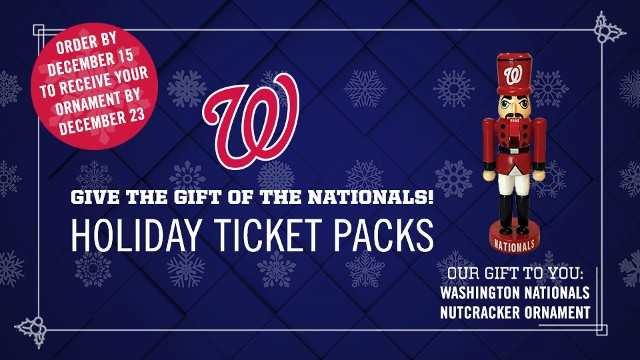 ORDER BY
DECEMBER 15
TO RECEIVE YOUR
ORNAMENT BY
DECEMBER 23
W
W
GIVE THE GIFT OF THE NATIONALS!
HOLIDAY TICKET PACKS
NATIONALS
OUR GIFT TO YOU:
WASHINGTON NATIONALS
NUTCRACKER ORNAMENT